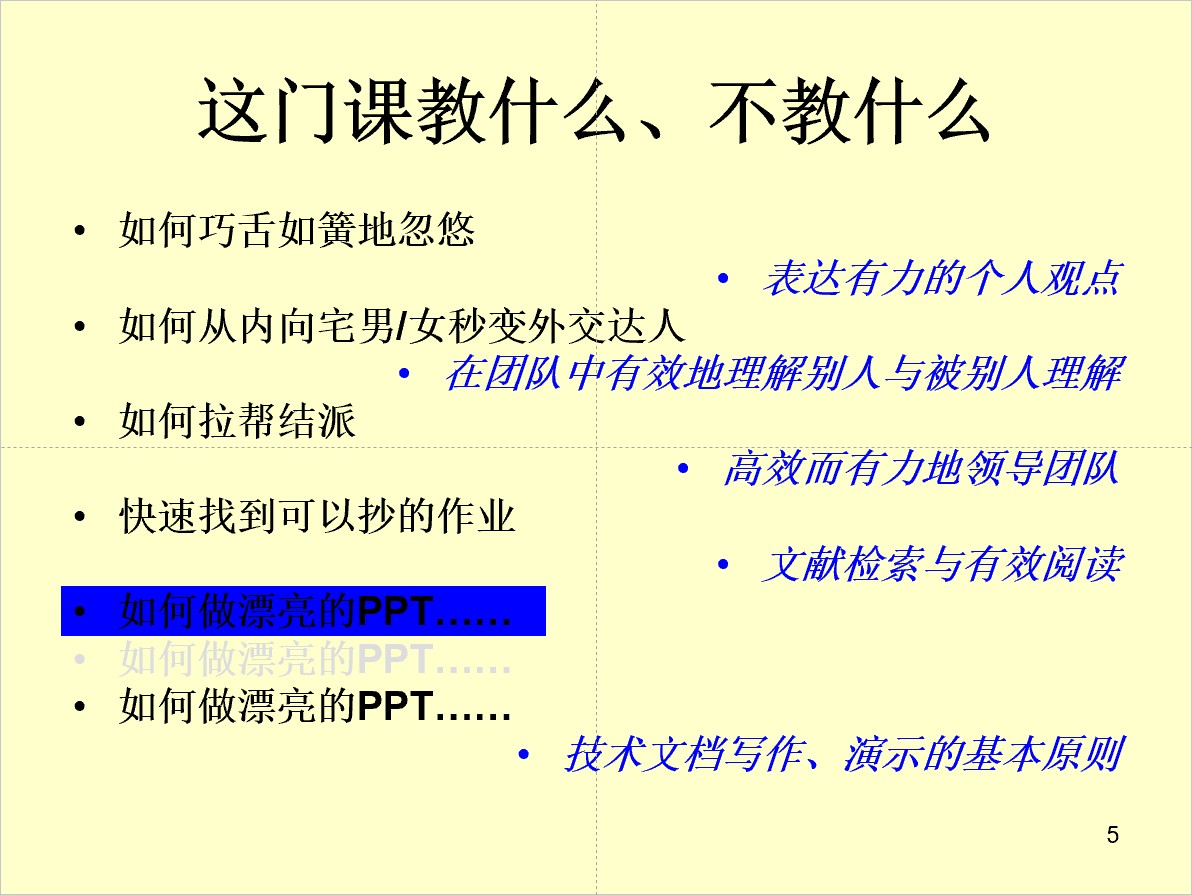 这门课教什么、不教什么
• 如何巧舌如簧地忽悠
• 表达有力的个人观点
• 如何从内向宅男/女秒变外交达人
• 在团队中有效地理解别人与被别人理解
• 如何拉帮结派
• 高效而有力地领导团队
• 快速找到可以抄的作业
• 文献检索与有效阅读
• 如何做漂亮的PPT……
• 如何做漂亮的PPT……
• 如何做漂亮的PPT……
• 技术文档写作、演示的基本原则
5